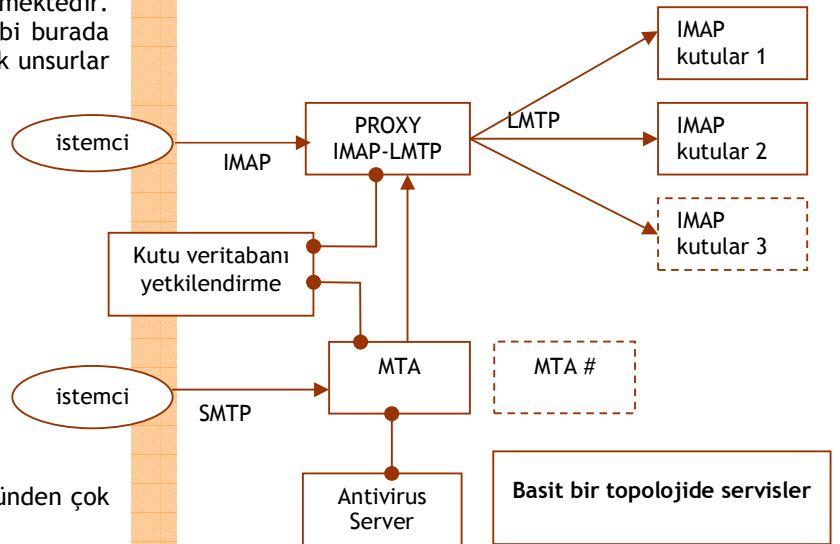 mektedir.
bi burada
k unsurlar
IMAP
kutular 1
istemci
IMAP
PROXY
IMAP-LMTP
LMTP
IMAP
kutular 2
IMAP
kutular 3
Kutu veritabanı
yetkilendirme
MTA
MTA #
istemci
SMTP
ünden çok
Antivirus
Server
Basit bir topolojide servisler